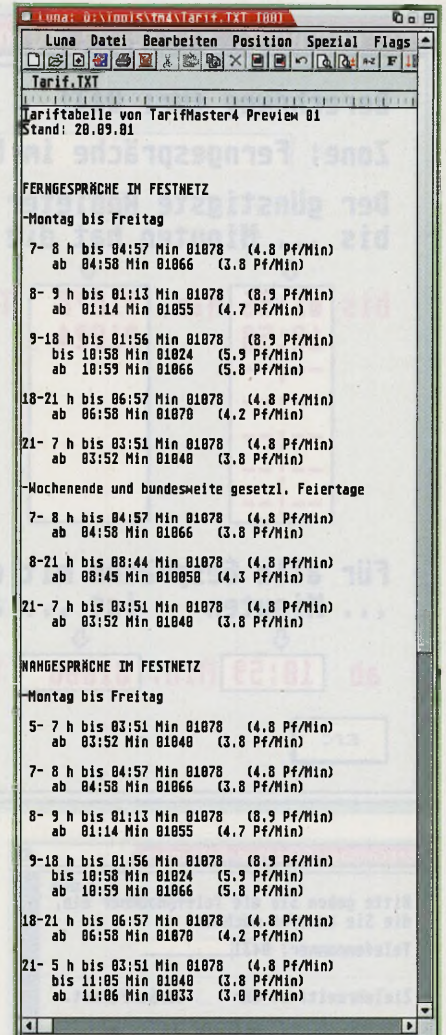 Luna: D:\Tools\tm4\Tarif.TXT [00]
Luna Datei Bearbeiten Position Spezial Flags
Tarif.TXT
Tariftabelle von TarifMaster4 Preview 01
Stand: 20.09.01
FERNGESPRÄCHE IM FESTNETZ
-Montag bis Freitag
7- 8 h bis 04:57 Min 01078 (4.8 Pf/Min)
ab 04:58 Min 01066 (3.8 Pf/Min)
8- 9 h bis 01:13 Min 01078 (8.9 Pf/Min)
ab 01:14 Min 01055 (4.7 Pf/Min)
9-18 h bis 01:56 Min 01078 (8.9 Pf/Min)
bis 10:58 Min 01024 (5.9 Pf/Min)
ab 10:59 Min 01066 (5.8 Pf/Min)
18-21 h bis 06:57 Min 01078 (4.8 Pf/Min)
ab 06:58 Min 01070 (4.2 Pf/Min)
21- 7 h bis 03:51 Min 01078 (4.8 Pf/Min)
ab 03:52 Min 01040 (3.8 Pf/Min)
-Wochenende und bundesweite gesetzl. Feiertage
7- 8 h bis 04:57 Min 01078 (4.8 Pf/Min)
ab 04:58 Min 01066 (3.8 Pf/Min)
8-21 h bis 08:44 Min 01078 (4.8 Pf/Min)
ab 08:45 Min 010050 (4.3 Pf/Min)
21- 7 h bis 03:51 Min 01078 (4.8 Pf/Min)
ab 03:52 Min 01040 (3.8 Pf/Min)
NAHGESPRÄCHE IM FESTNETZ
-Montag bis Freitag
5- 7 h bis 03:51 Min 01078 (4.8 Pf/Min)
ab 03:52 Min 01040 (3.8 Pf/Min)
7- 8 h bis 04:57 Min 01078 (4.8 Pf/Min)
ab 04:58 Min 01066 (3.8 Pf/Min)
8- 9 h bis 01:13 Min 01078 (8.9 Pf/Min)
ab 01:14 Min 01055 (4.7 Pf/Min)
9-18 h bis 01:56 Min 01078 (8.9 Pf/Min)
bis 10:58 Min 01024 (5.9 Pf/Min)
ab 10:59 Min 01066 (5.8 Pf/Min)
18-21 h bis 06:57 Min 01078 (4.8 Pf/Min)
ab 06:58 Min 01070 (4.2 Pf/Min)
21- 5 h bis 03:51 Min 01078 (4.8 Pf/Min)
bis 11:05 Min 01040 (3.8 Pf/Min)
ab 11:06 Min 01033 (3.0 Pf/Min)